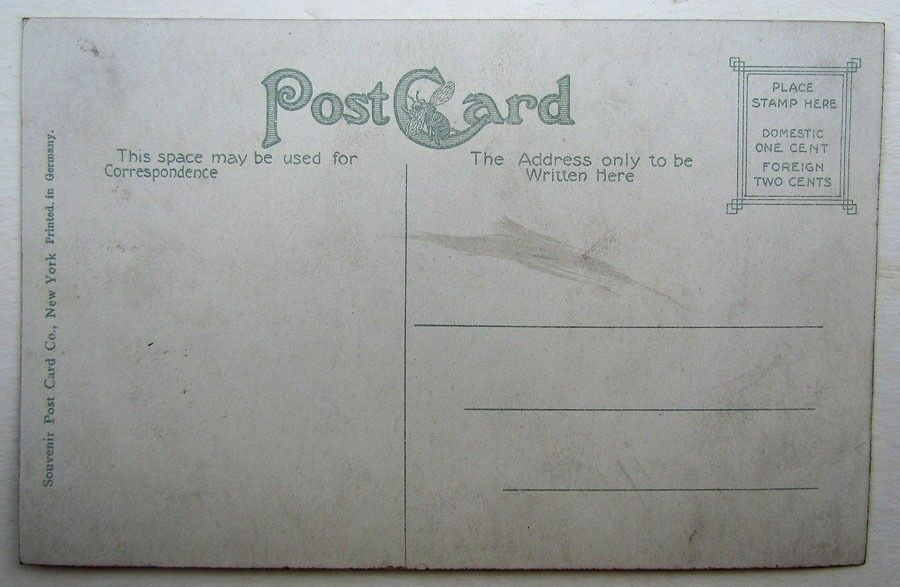 Post Card
This space may be used for
Correspondence
The Address only to be
Written Here
PLACE
STAMP HERE
DOMESTIC
ONE CENT
FOREIGN
TWO CENTS
Souvenir Post Card Co., New York Printed. in Germany.